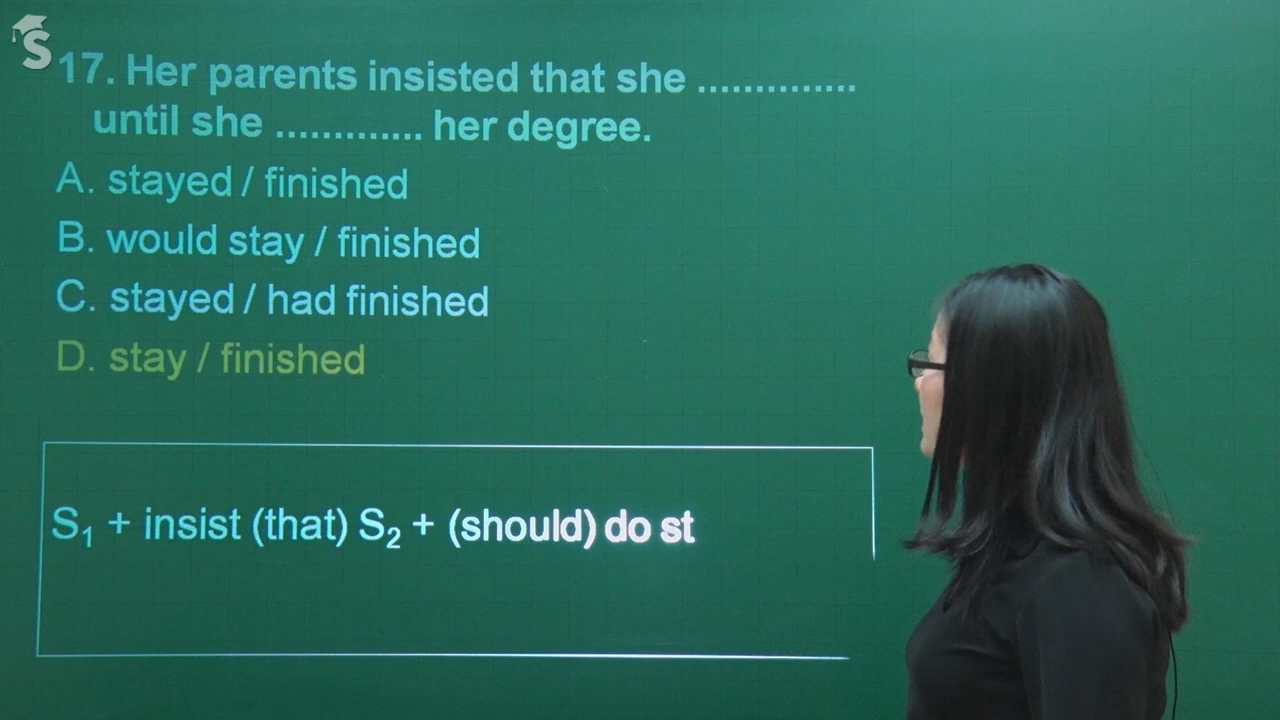 S
17. Her parents insisted that she ..............
until she ............. her degree.
A. stayed / finished
B. would stay / finished
C. stayed / had finished
D. stay / finished
S₁ + insist (that) S₂ + (should) do st